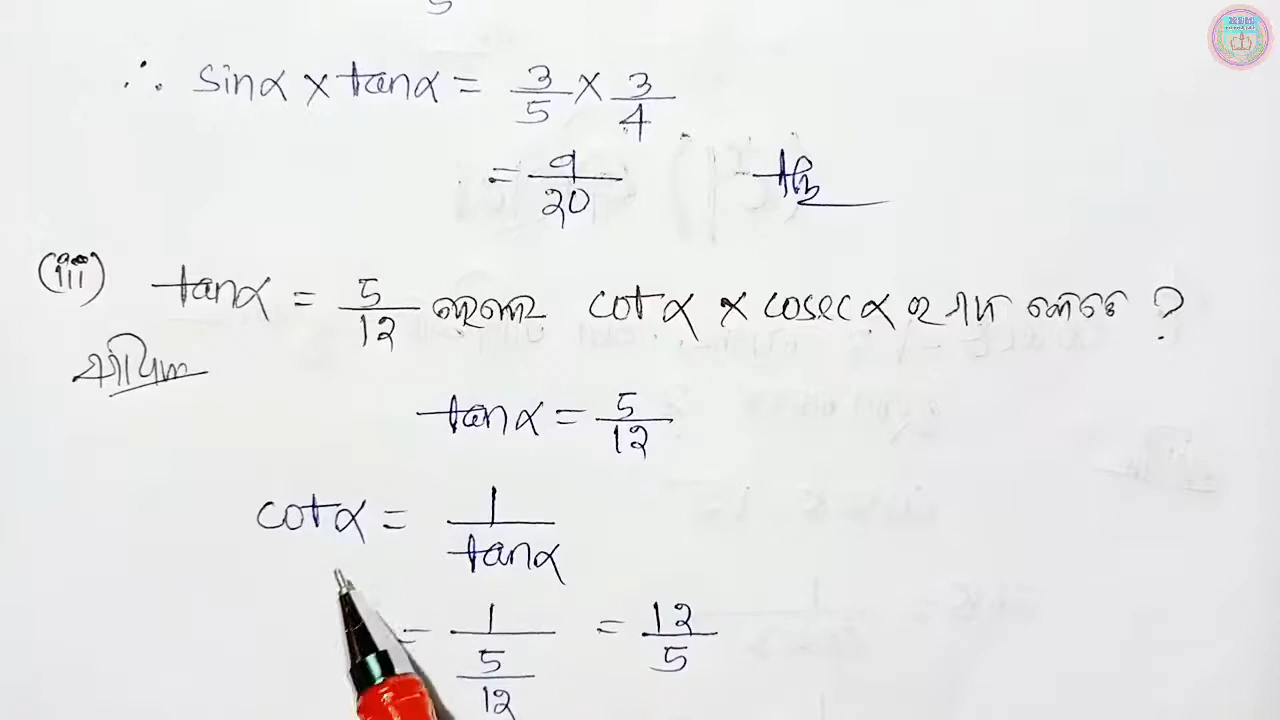 ∴ sinα × tanα = 3/5 × 3/4
= 9/20
(iii) tanα = 5/12 ହେଲେ cotα × cosecα ର ମାନ କେତେ ?
tanα = 5/12
cotα = 1/tanα
= 1/(5/12) = 12/5